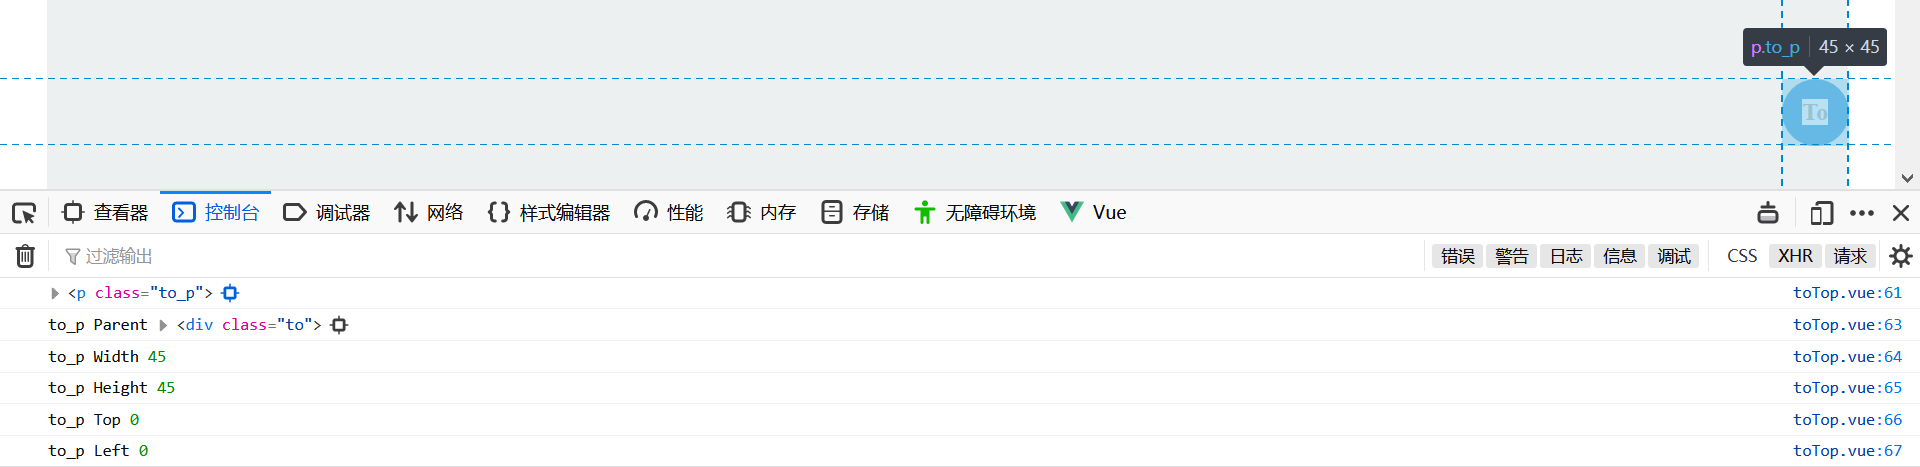 p.to_p 45 × 45
To
查看器 控制台 调试器 网络 样式编辑器 性能 内存 存储 无障碍环境 Vue
过滤输出 错误 警告 日志 信息 调试 CSS XHR 请求
<p class="to_p"> toTop.vue:61
to_p Parent <div class="to"> toTop.vue:63
to_p Width 45 toTop.vue:64
to_p Height 45 toTop.vue:65
to_p Top 0 toTop.vue:66
to_p Left 0 toTop.vue:67